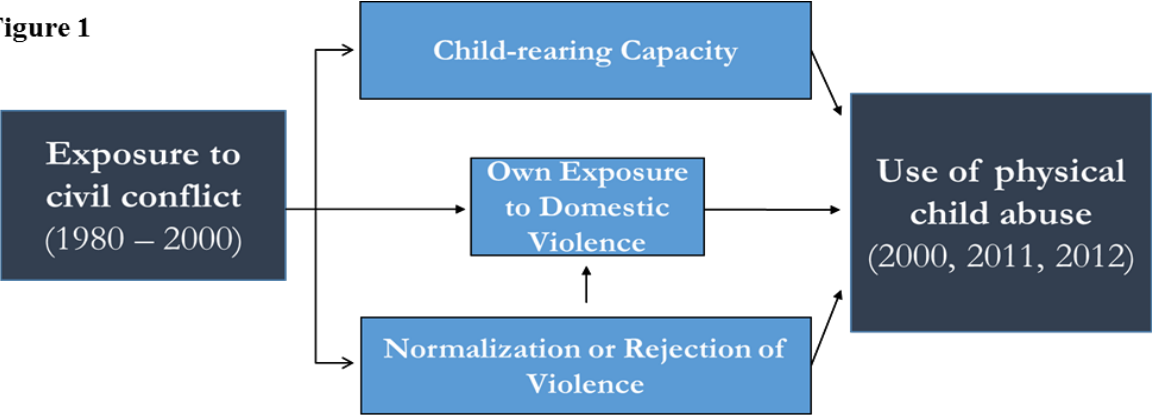 Figure 1
Child-rearing Capacity
Exposure to
civil conflict
(1980 – 2000)
Own Exposure
to Domestic
Violence
Use of physical
child abuse
(2000, 2011, 2012)
Normalization or Rejection of
Violence